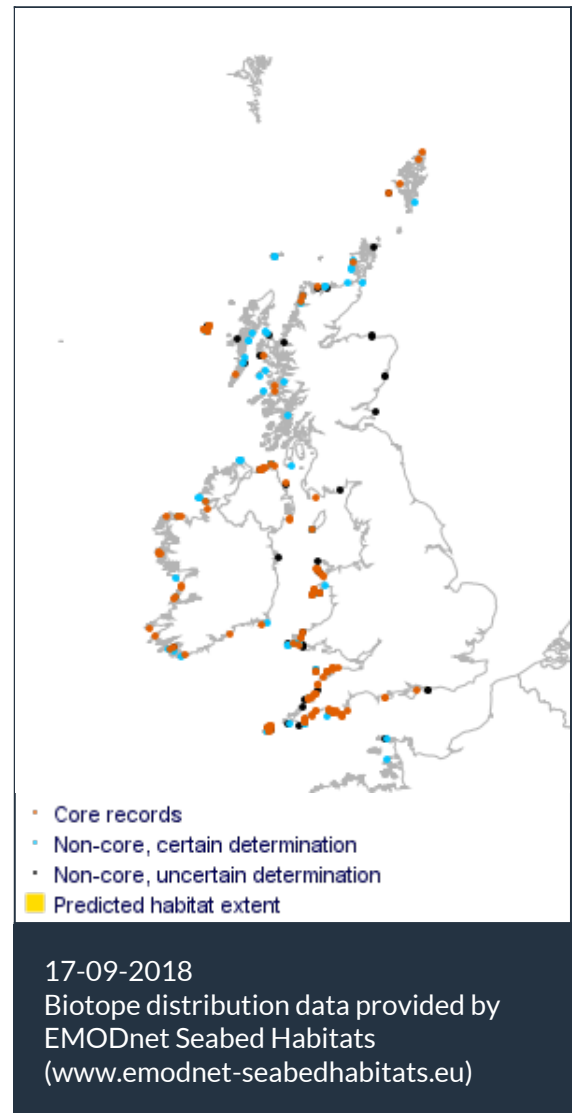 Core records
Non-core, certain determination
Non-core, uncertain determination
Predicted habitat extent
17-09-2018
Biotope distribution data provided by
EMODnet Seabed Habitats
(www.emodnet-seabedhabitats.eu)